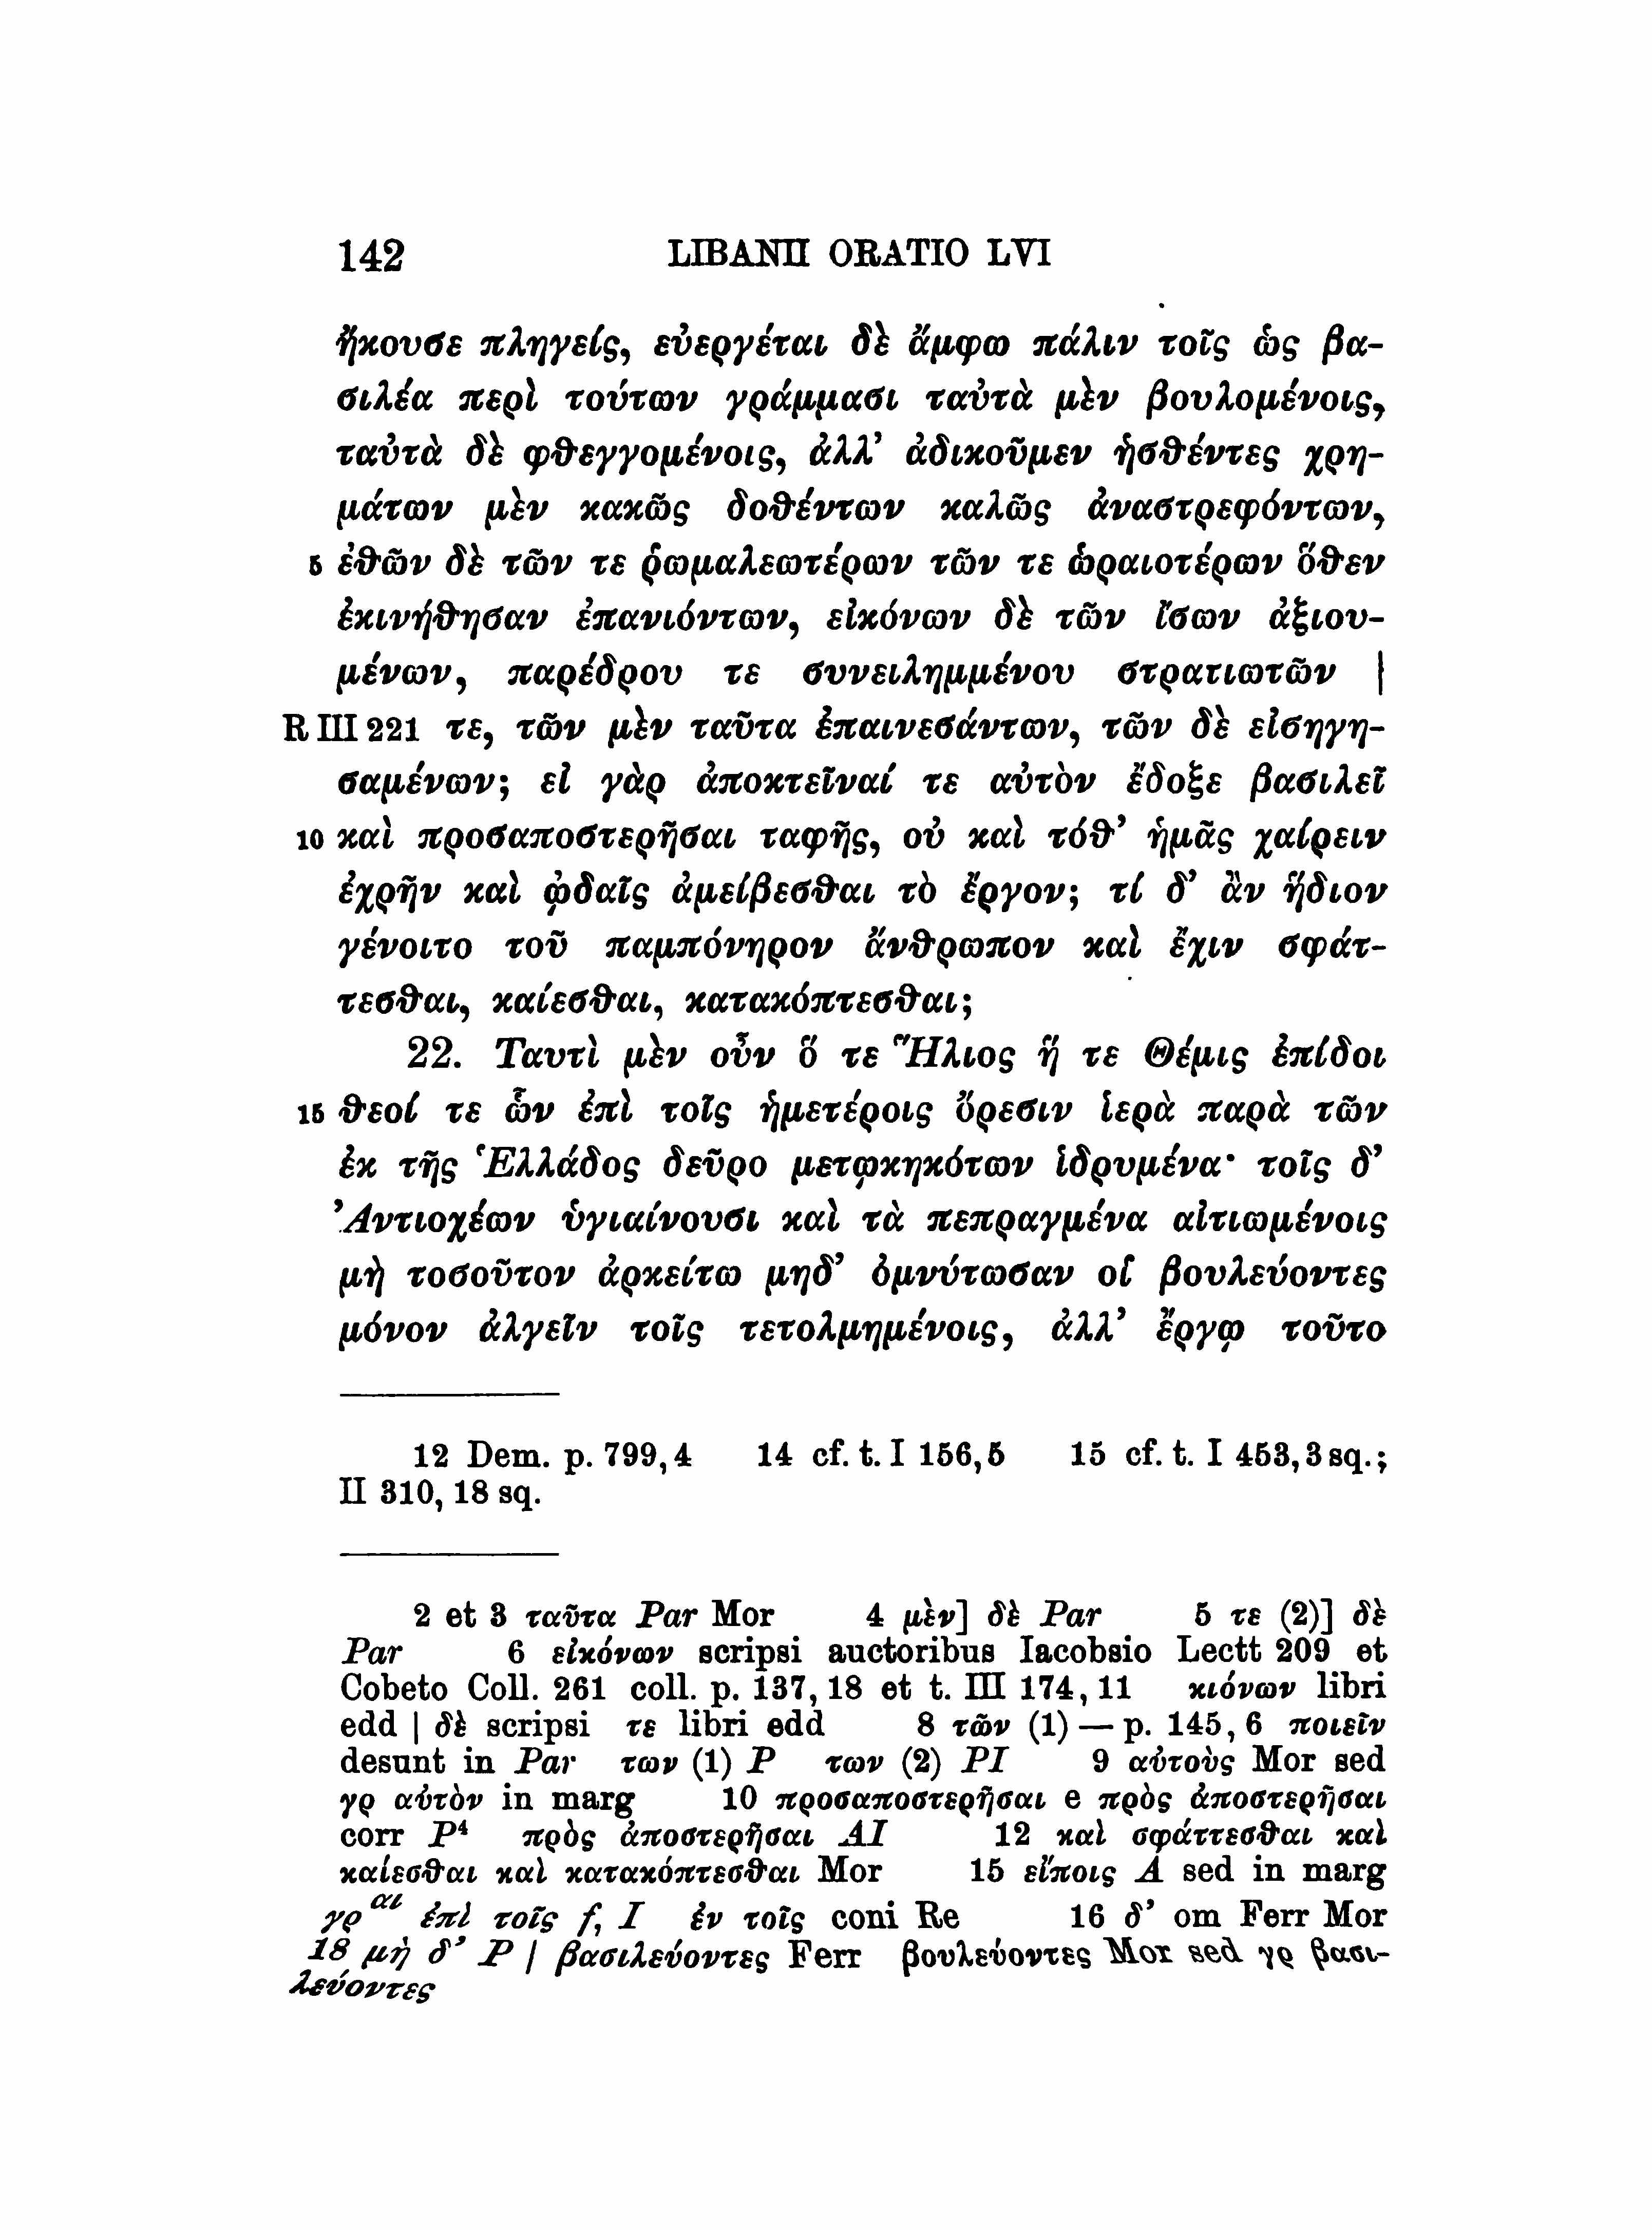 142 LIBANII ORATIO LVI
ἤκουσε πληγείς, εὐεργέται δὲ ἄμφω πάλιν τοῖς ὡς βα-
σιλέα περὶ τούτων γράμμασι ταὐτὰ μὲν βουλομένοις,
ταὐτὰ δὲ φθεγγομένοις, ἀλλ’ ἀδικοῦμεν ἡσθέντες χρη-
μάτων μὲν κακῶς δοθέντων καλῶς ἀναστρεφόντων,
5 ἐθῶν δὲ τῶν τε ῥωμαλεωτέρων τῶν τε ὡραιοτέρων ὅθεν
ἐκινήθησαν ἐπανιόντων, εἰκόνων δὲ τῶν ἴσων ἀξιου-
μένων, παρέδρου τε συνειλημμένου στρατιωτῶν |
R III 221 τε, τῶν μὲν ταῦτα ἐπαινεσάντων, τῶν δὲ εἰσηγη-
σαμένων; εἰ γὰρ ἀποκτεῖναί τε αὐτὸν ἔδοξε βασιλεῖ
10 καὶ προσαποστερῆσαι ταφῆς, οὐ καὶ τόθ’ ἡμᾶς χαίρειν
ἐχρῆν καὶ ᾠδαῖς ἀμείβεσθαι τὸ ἔργον; τί δ’ ἂν ἥδιον
γένοιτο τοῦ παμπόνηρον ἄνθρωπον καὶ ἔχιν σφάτ-
τεσθαι, καίεσθαι, κατακόπτεσθαι;
22. Ταυτὶ μὲν οὖν ὅ τε Ἥλιος ἥ τε Θέμις ἐπίδοι
15 θεοί τε ὧν ἐπὶ τοῖς ἡμετέροις ὄρεσιν ἱερὰ παρὰ τῶν
ἐκ τῆς Ἑλλάδος δεῦρο μετῳκηκότων ἱδρυμένα· τοῖς δ’
Ἀντιοχέων ὑγιαίνουσι καὶ τὰ πεπραγμένα αἰτιωμένοις
μὴ τοσοῦτον ἀρκείτω μηδ’ ὀμνύτωσαν οἱ βουλεύοντες
μόνον ἀλγεῖν τοῖς τετολμημένοις, ἀλλ’ ἔργῳ τοῦτο
12 Dem. p. 799,4 14 cf. t. I 156,5 15 cf. t. I 453,3 sq.;
II 310, 18 sq.
2 et 3 ταῦτα Par Mor 4 μὲν] δὲ Par 5 τε (2)] δὲ
Par 6 εἰκόνων scripsi auctoribus Iacobsio Lectt 209 et
Cobeto Coll. 261 coll. p. 137, 18 et t. III 174, 11 κιόνων libri
edd | δὲ scripsi τε libri edd 8 τῶν (1) — p. 145, 6 ποιεῖν
desunt in Par των (1) P των (2) PI 9 αὐτοὺς Mor sed
γρ αὐτὸν in marg 10 προσαποστερῆσαι e πρὸς ἀποστερῆσαι
corr P⁴ πρὸς ἀποστερῆσαι AI 12 καὶ σφάττεσθαι καὶ
καίεσθαι καὶ κατακόπτεσθαι Mor 15 εἴποις A sed in marg
γρ αι ἐπὶ τοῖς f, I ἐν τοῖς coni Re 16 δ’ om Ferr Mor
18 μὴ δ’ P | βασιλεύοντες Ferr βουλεύοντες Mor sed γρ βασι-
λεύοντες